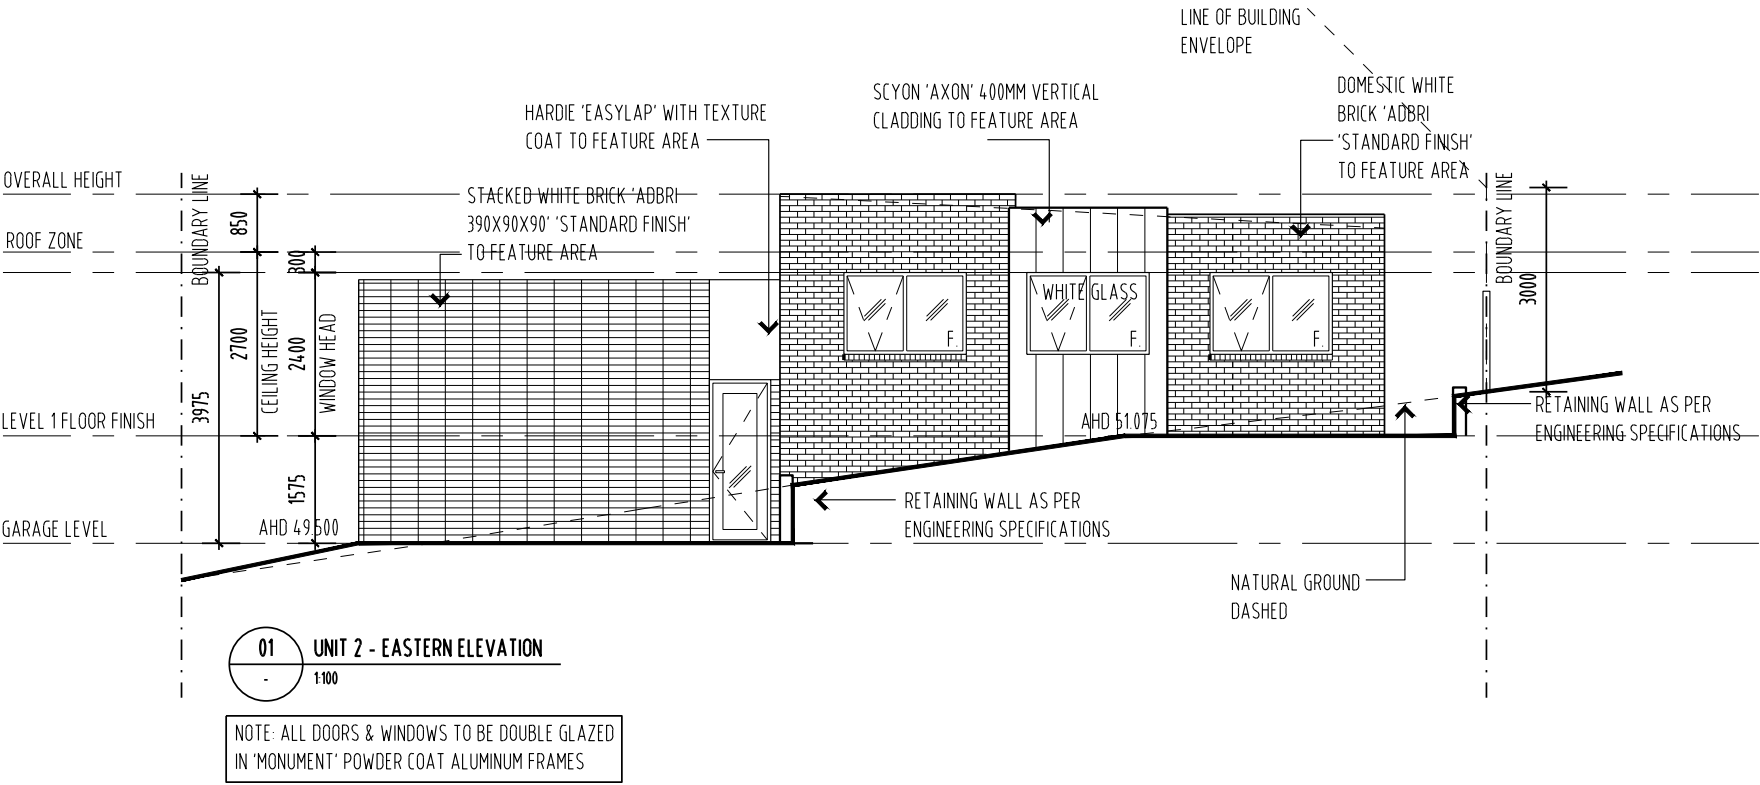 LINE OF BUILDING
ENVELOPE
DOMESTIC WHITE
BRICK 'ADBRI
'STANDARD FINISH'
TO FEATURE AREA
SCYON 'AXON' 400MM VERTICAL
CLADDING TO FEATURE AREA
HARDIE 'EASYLAP' WITH TEXTURE
COAT TO FEATURE AREA
STACKED WHITE BRICK 'ADBRI
390X90X90' 'STANDARD FINISH'
TO FEATURE AREA
OVERALL HEIGHT
ROOF ZONE
LEVEL 1 FLOOR FINISH
GARAGE LEVEL
BOUNDARY LINE
3975
850
2700
CEILING HEIGHT
300
2400
WINDOW HEAD
1575
AHD 49.500
WHITE GLASS
F.
F.
F.
AHD 51.075
BOUNDARY LINE
3000
RETAINING WALL AS PER
ENGINEERING SPECIFICATIONS
RETAINING WALL AS PER
ENGINEERING SPECIFICATIONS
NATURAL GROUND
DASHED
01
-
UNIT 2 - EASTERN ELEVATION
1:100
NOTE: ALL DOORS & WINDOWS TO BE DOUBLE GLAZED
IN 'MONUMENT' POWDER COAT ALUMINUM FRAMES